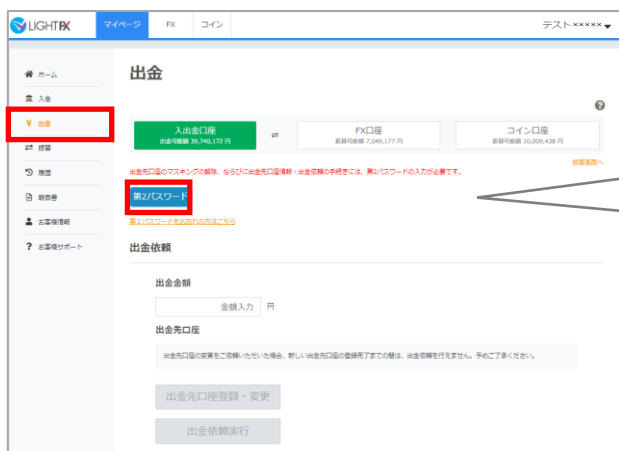 LIGHT FX
マイページ
FX
コイン
テスト*****
ホーム
入金
出金
振替
履歴
報告書
お客様情報
お客様サポート
出金
入出金口座
出金可能額 39,740,172 円
FX口座
振替可能額 7,049,177 円
コイン口座
振替可能額 10,009,438 円
振替画面へ
出金先口座のマスキングの解除、ならびに出金先口座情報・出金依頼の手続きには、第2パスワードの入力が必要です。
第2パスワード
第2パスワードをお忘れの方はこちら
出金依頼
出金金額
金額入力 円
出金先口座
出金先口座の変更をご依頼いただいた場合、新しい出金先口座の登録完了までの間は、出金依頼を行えません。予めご了承ください。
出金先口座登録・変更
出金依頼実行